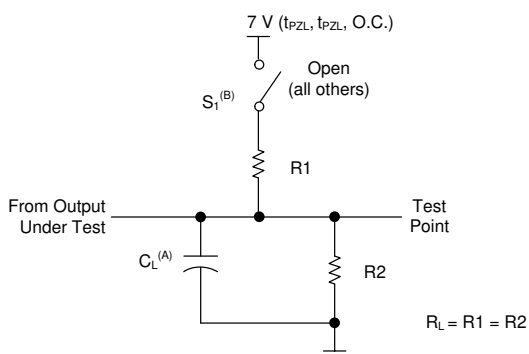 7 V (tPZL, tPZL, O.C.)
Open
(all others)
S1(B)
R1
From Output
Under Test
Test
Point
CL(A)
R2
RL = R1 = R2